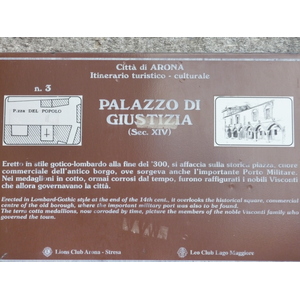 Città di ARONA
Itinerario turistico - culturale
n. 3
P.zza DEL POPOLO
PALAZZO DI
GIUSTIZIA
(Sec. XIV)
Eretto in stile gotico-lombardo alla fine del '300, si affaccia sulla storica piazza, cuore
commerciale dell'antico borgo, ove sorgeva anche l'importante Porto Militare.
Nei medaglioni in cotto, ormai corrosi dal tempo, furono raffigurati i nobili Visconti
che allora governavano la città.
Erected in Lombard-Gothic style at the end of the 14th cent., it overlooks the historical square, commercial
centre of the old borough, where the important military port was also to be found.
The terra cotta medallions, now corroded by time, picture the members of the noble Visconti family who
governed the town.
Lions Club Arona - Stresa
Leo Club Lago Maggiore